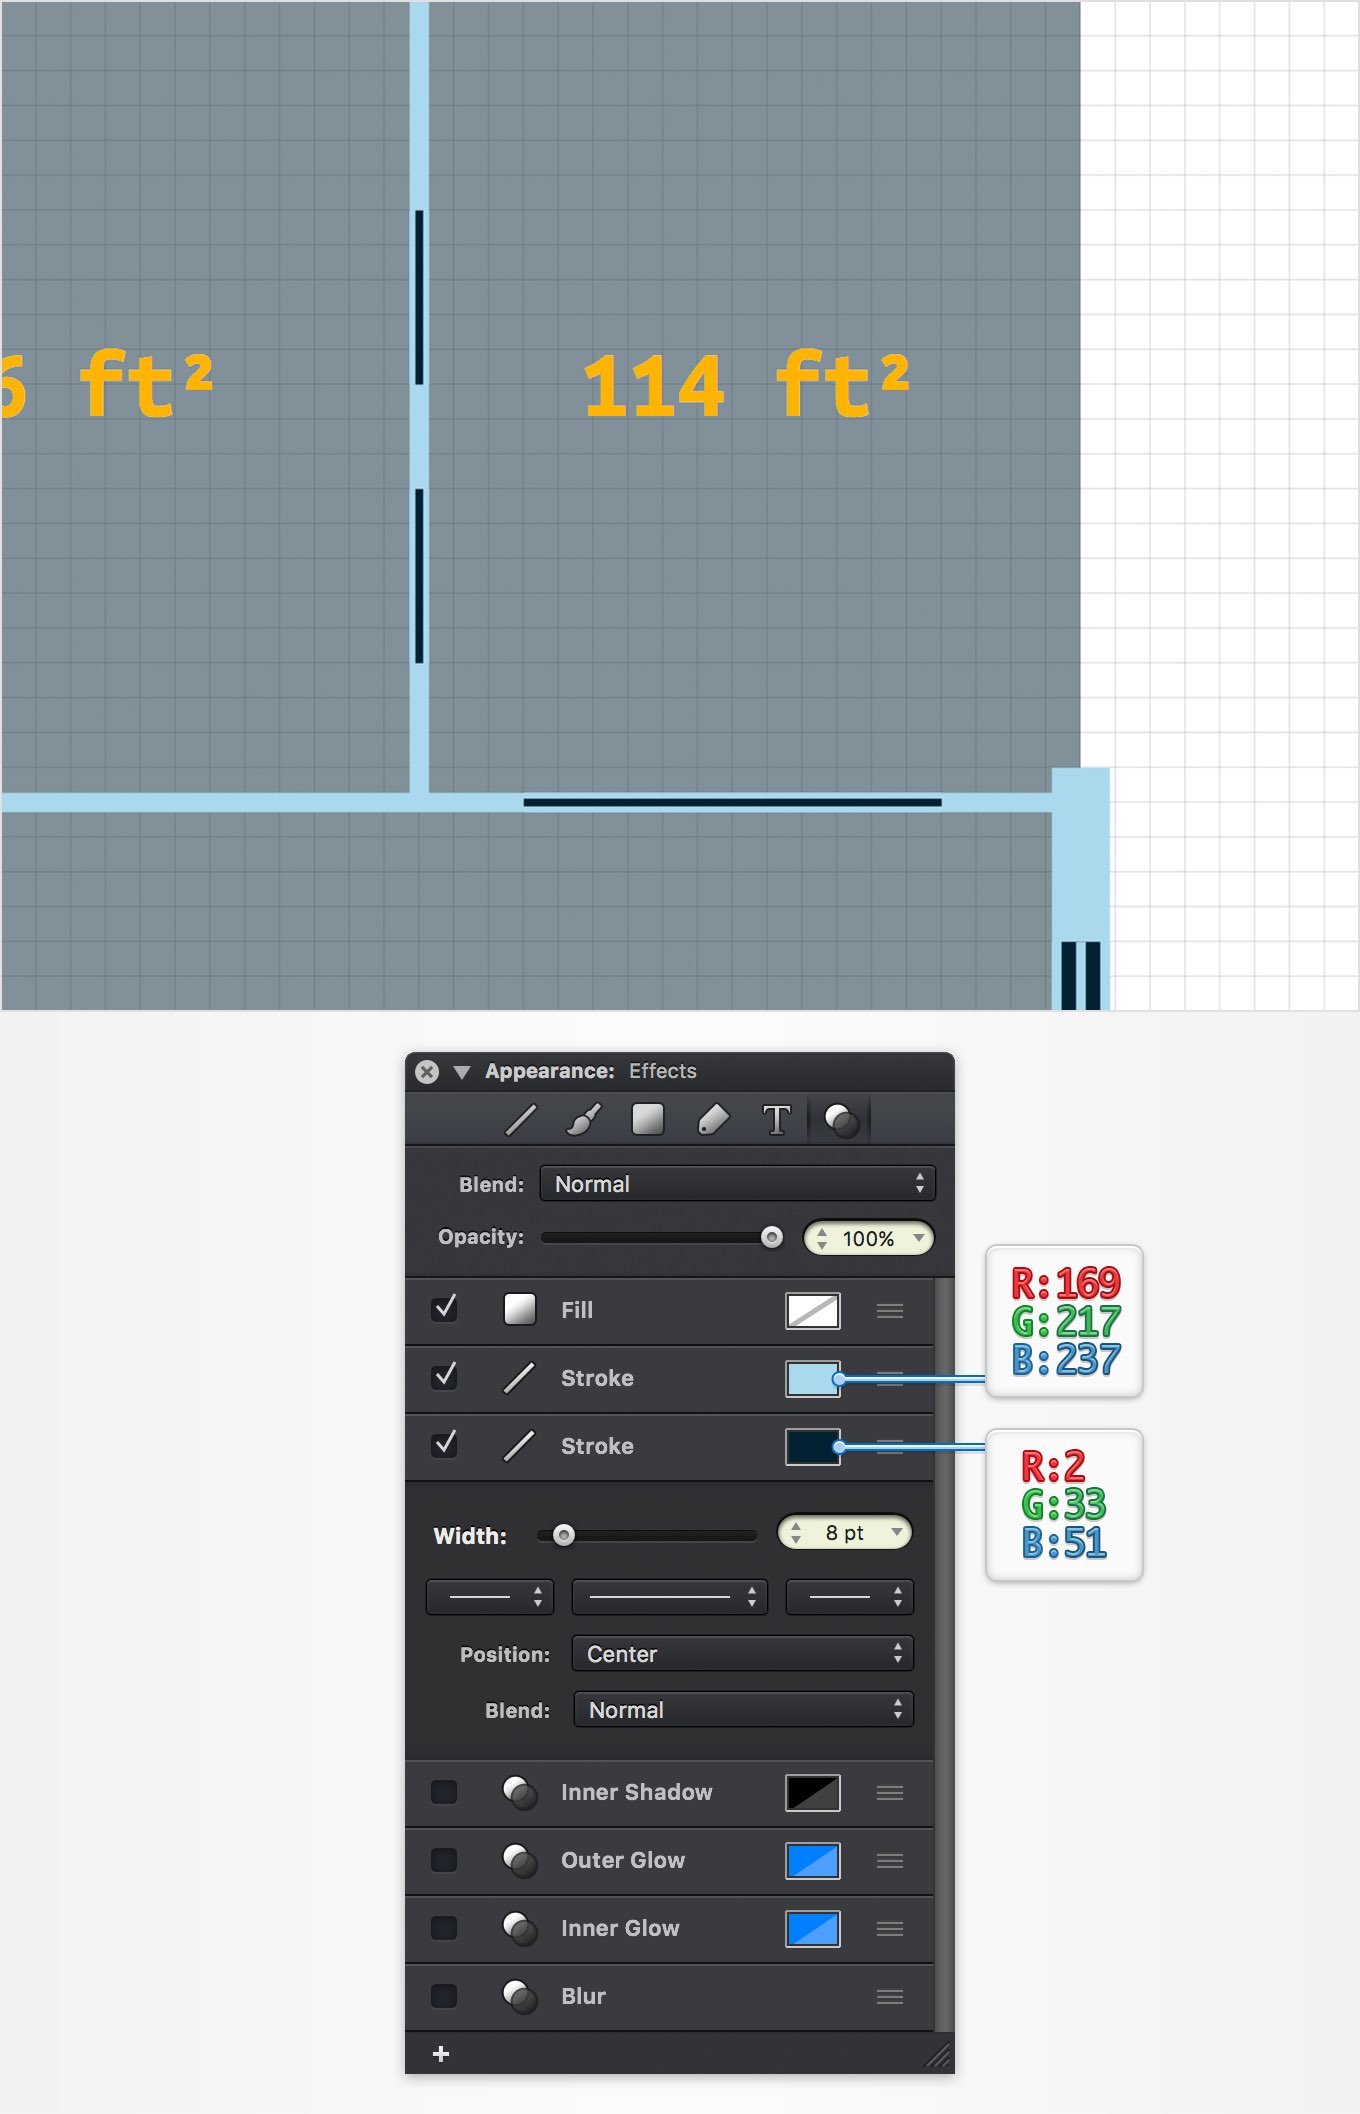 6 ft²
114 ft²
Appearance: Effects
T
Blend: Normal
Opacity: 100%
Fill
Stroke
Stroke
R:169
G:217
B:237
R:2
G:33
B:51
Width: 8 pt
Position: Center
Blend: Normal
Inner Shadow
Outer Glow
Inner Glow
Blur
+